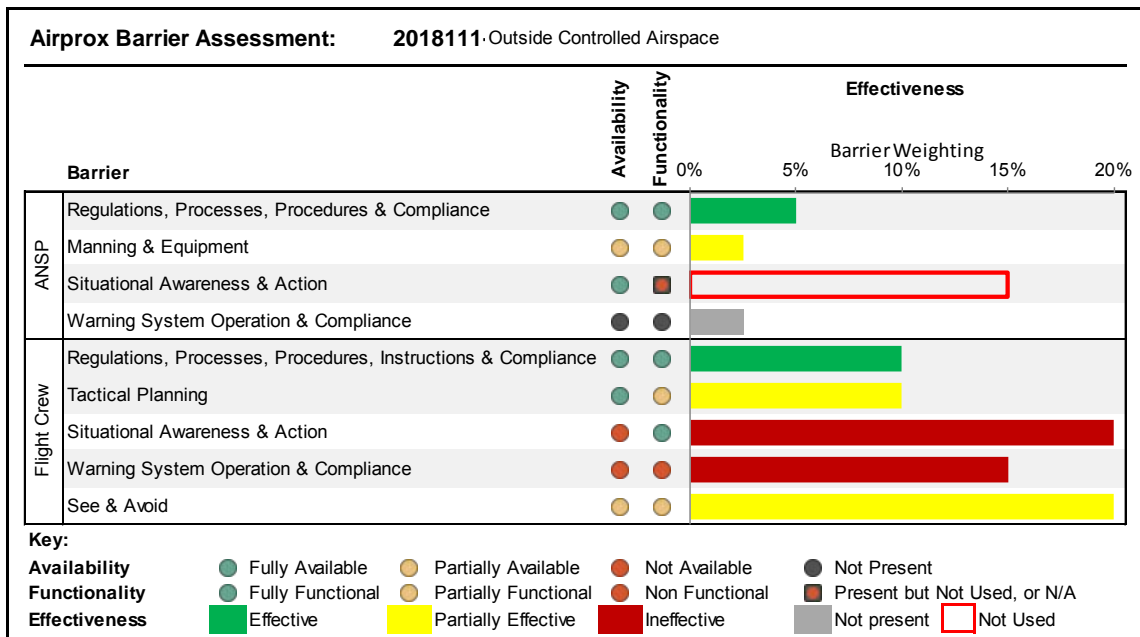 Airprox Barrier Assessment: 2018111 Outside Controlled Airspace
Availability
Functionality
Effectiveness
Barrier Weighting
Barrier
0% 5% 10% 15% 20%
ANSP
Regulations, Processes, Procedures & Compliance
Manning & Equipment
Situational Awareness & Action
Warning System Operation & Compliance
Flight Crew
Regulations, Processes, Procedures, Instructions & Compliance
Tactical Planning
Situational Awareness & Action
Warning System Operation & Compliance
See & Avoid
Key:
Availability Fully Available Partially Available Not Available Not Present
Functionality Fully Functional Partially Functional Non Functional Present but Not Used, or N/A
Effectiveness Effective Partially Effective Ineffective Not present Not Used